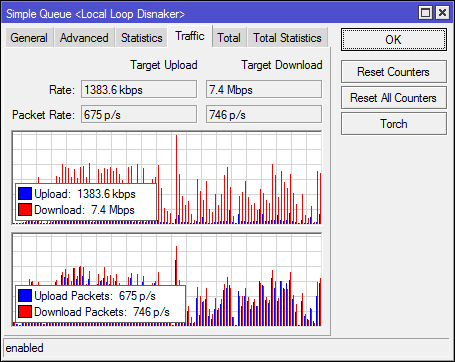 Simple Queue <Local Loop Disnaker>
General Advanced Statistics Traffic Total Total Statistics
OK
Reset Counters
Reset All Counters
Torch
Target Upload Target Download
Rate: 1383.6 kbps 7.4 Mbps
Packet Rate: 675 p/s 746 p/s
Upload: 1383.6 kbps
Download: 7.4 Mbps
Upload Packets: 675 p/s
Download Packets: 746 p/s
enabled